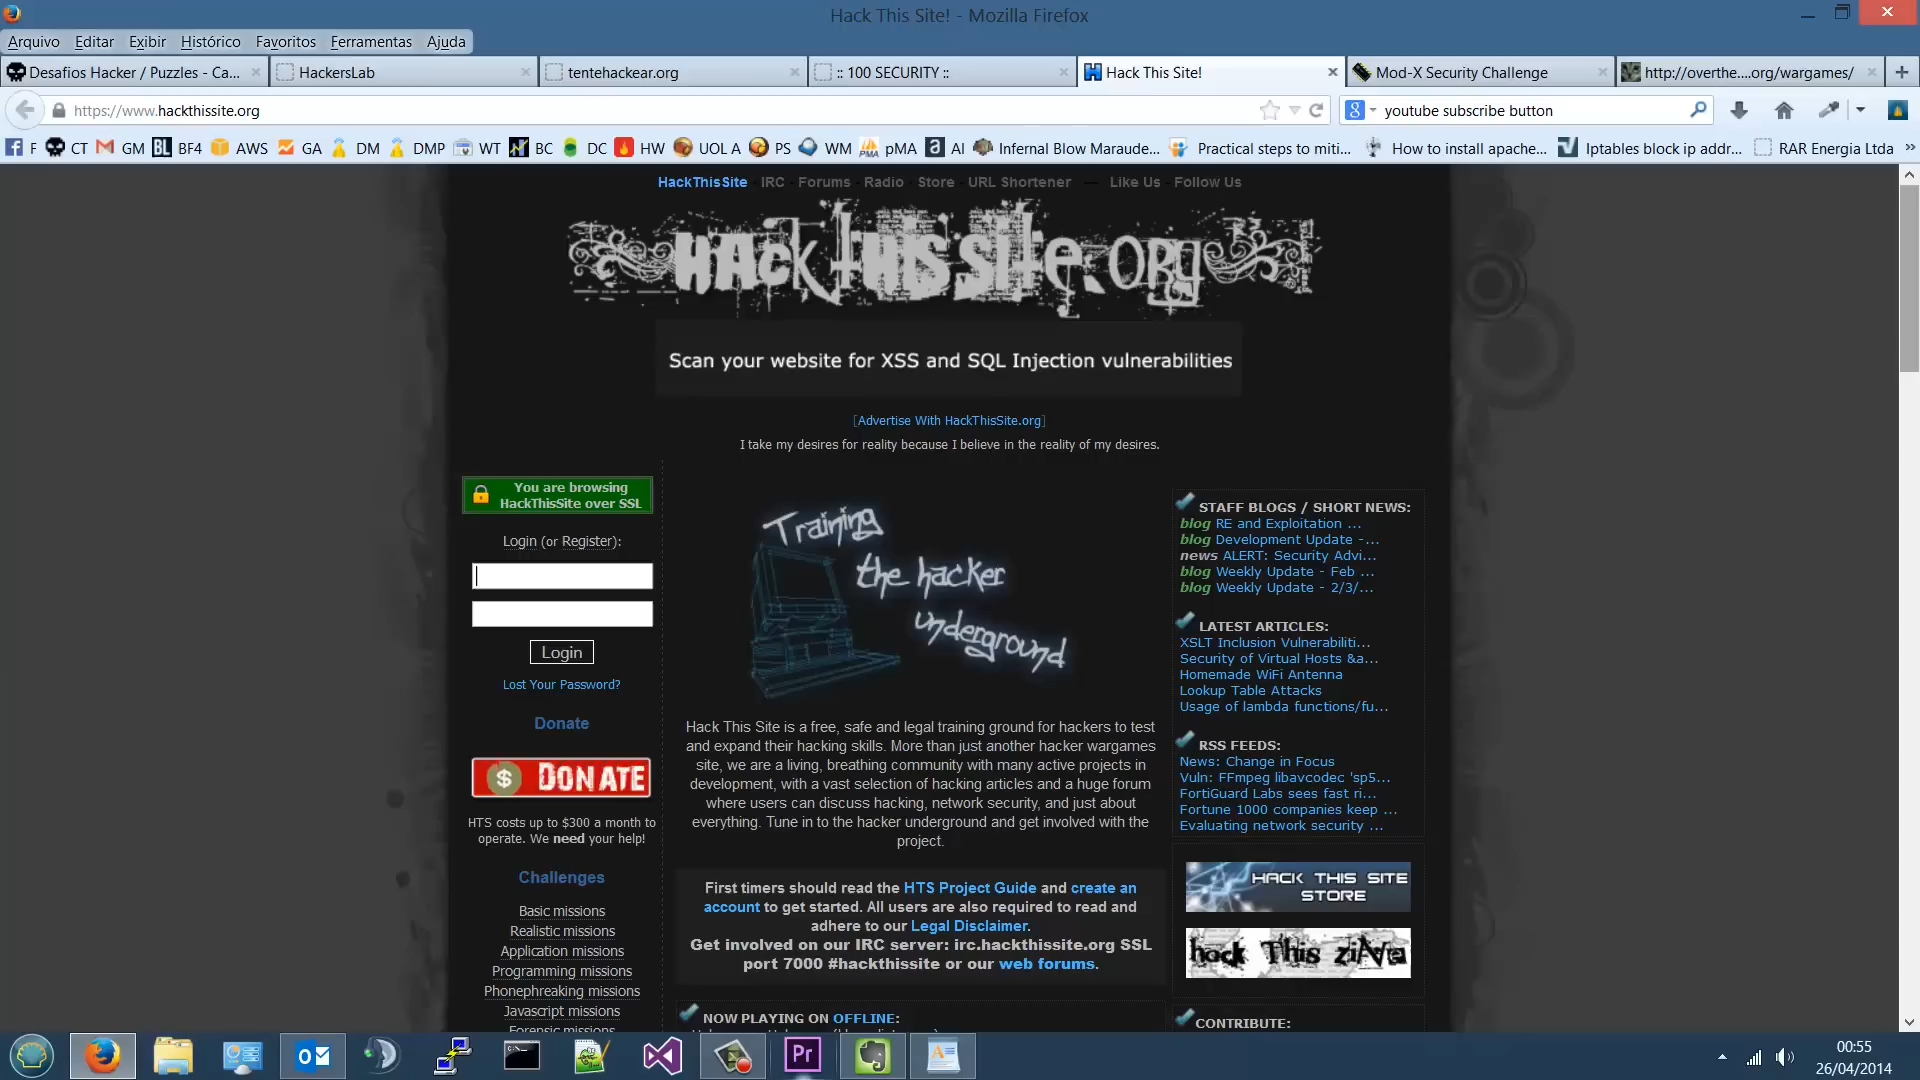 Hack This Site! - Mozilla Firefox
Arquivo Editar Exibir Histórico Favoritos Ferramentas Ajuda
Desafios Hacker / Puzzles - Ca...
HackersLab
tentehackear.org
:: 100 SECURITY ::
Hack This Site!
Mod-X Security Challenge
http://overthe....org/wargames/
https://www.hackthissite.org
youtube subscribe button
F CT GM BF4 AWS GA DM DMP WT BC DC HW UOL A PS WM pMA AI Infernal Blow Maraude... Practical steps to miti... How to install apache... Iptables block ip addr... RAR Energia Ltda
HackThisSite - IRC - Forums - Radio - Store - URL Shortener — Like Us - Follow Us
HACK THIS SITE.ORG
Scan your website for XSS and SQL Injection vulnerabilities
[Advertise With HackThisSite.org]
I take my desires for reality because I believe in the reality of my desires.
You are browsing
HackThisSite over SSL
Login (or Register):
Login
Lost Your Password?
Donate
$ DONATE
HTS costs up to $300 a month to
operate. We need your help!
Challenges
Basic missions
Realistic missions
Application missions
Programming missions
Phonephreaking missions
Javascript missions
Forensic missions
Training
the hacker
underground
Hack This Site is a free, safe and legal training ground for hackers to test
and expand their hacking skills. More than just another hacker wargames
site, we are a living, breathing community with many active projects in
development, with a vast selection of hacking articles and a huge forum
where users can discuss hacking, network security, and just about
everything. Tune in to the hacker underground and get involved with the
project.
First timers should read the HTS Project Guide and create an
account to get started. All users are also required to read and
adhere to our Legal Disclaimer.
Get involved on our IRC server: irc.hackthissite.org SSL
port 7000 #hackthissite or our web forums.
NOW PLAYING ON OFFLINE:
STAFF BLOGS / SHORT NEWS:
blog RE and Exploitation ...
blog Development Update -...
news ALERT: Security Advi...
blog Weekly Update - Feb ...
blog Weekly Update - 2/3/...
LATEST ARTICLES:
XSLT Inclusion Vulnerabiliti...
Security of Virtual Hosts &a...
Homemade WiFi Antenna
Lookup Table Attacks
Usage of lambda functions/fu...
RSS FEEDS:
News: Change in Focus
Vuln: FFmpeg libavcodec 'sp5...
FortiGuard Labs sees fast ri...
Fortune 1000 companies keep ...
Evaluating network security ...
HACK THIS SITE
STORE
hack This ziNe
CONTRIBUTE:
Pr
00:55
26/04/2014